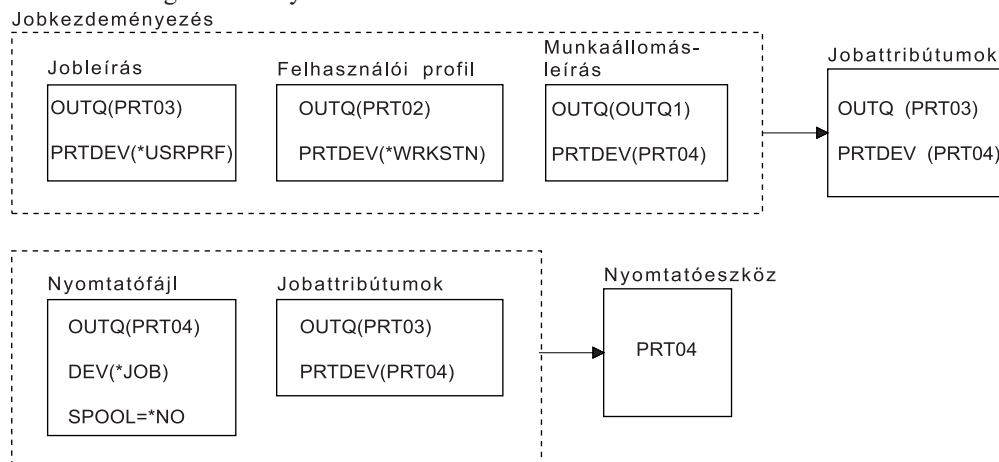 Jobkezdeményezés
Jobleírás
OUTQ(PRT03)
PRTDEV(*USRPRF)
Felhasználói profil
OUTQ(PRT02)
PRTDEV(*WRKSTN)
Munkaállomás-
leírás
OUTQ(OUTQ1)
PRTDEV(PRT04)
Jobattribútumok
OUTQ (PRT03)
PRTDEV (PRT04)
Nyomtatófájl
OUTQ(PRT04)
DEV(*JOB)
SPOOL=*NO
Jobattribútumok
OUTQ(PRT03)
PRTDEV(PRT04)
Nyomtatóeszköz
PRT04